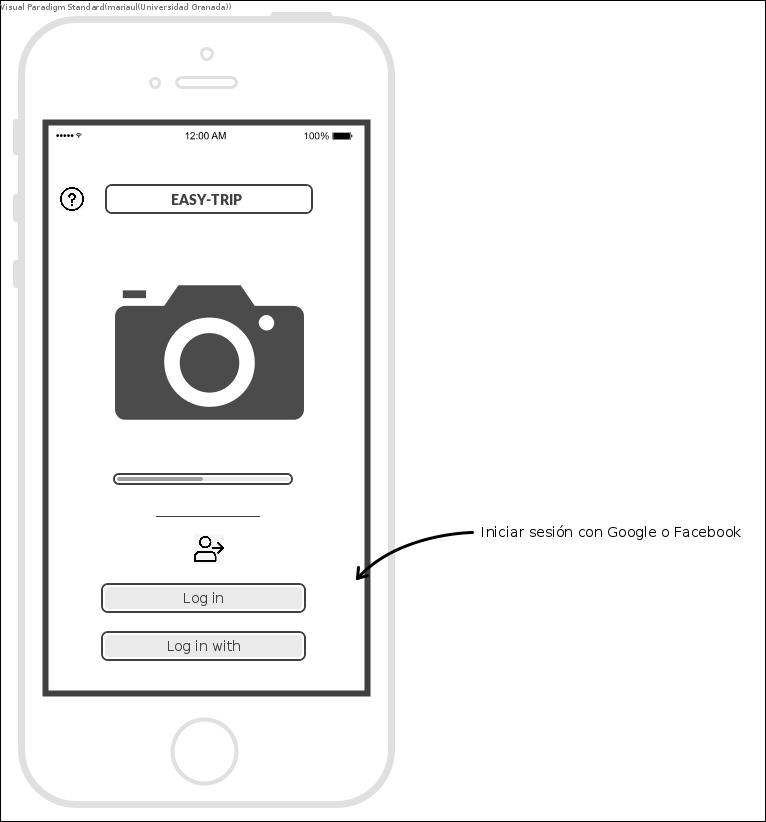 Visual Paradigm Standard(mariaul(Universidad Granada))
12:00 AM
100%
?
EASY-TRIP
Iniciar sesión con Google o Facebook
Log in
Log in with